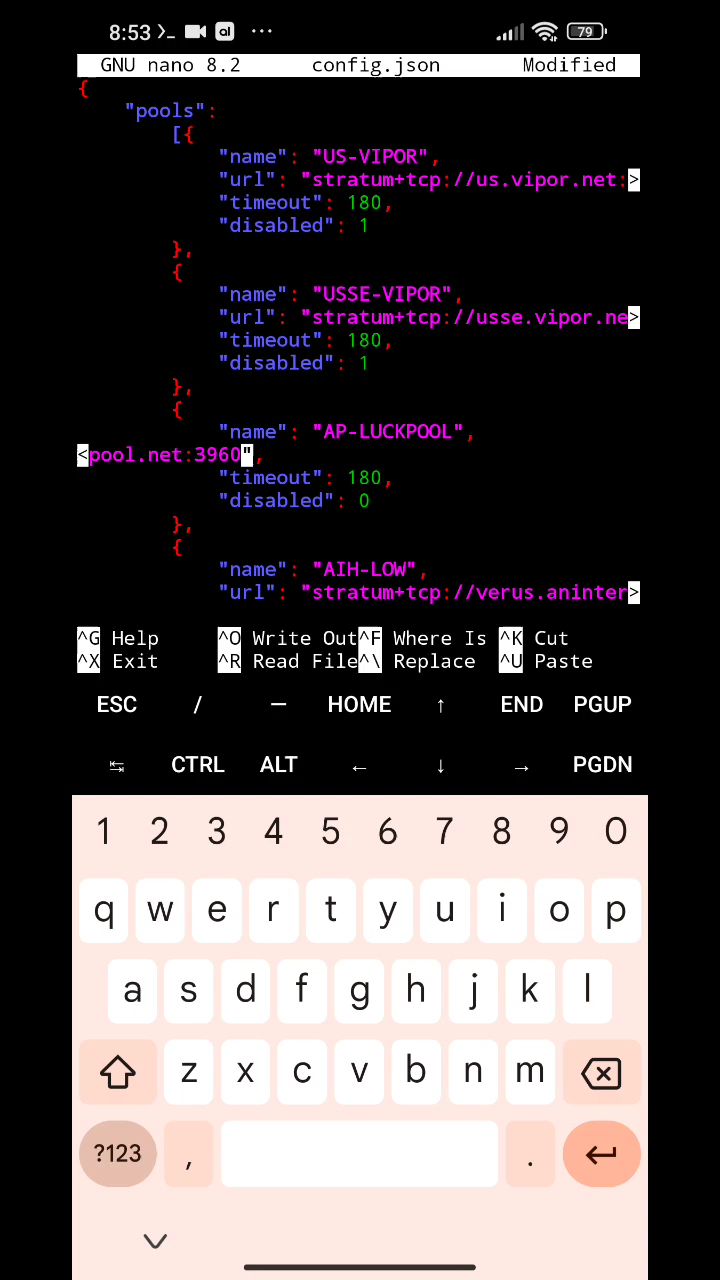 8:53 79
GNU nano 8.2 config.json Modified
{
"pools":
[{
"name": "US-VIPOR",
"url": "stratum+tcp://us.vipor.net:>
"timeout": 180,
"disabled": 1
},
{
"name": "USSE-VIPOR",
"url": "stratum+tcp://usse.vipor.ne>
"timeout": 180,
"disabled": 1
},
{
"name": "AP-LUCKPOOL",
<pool.net:3960",
"timeout": 180,
"disabled": 0
},
{
"name": "AIH-LOW",
"url": "stratum+tcp://verus.aninter>
^G Help ^O Write Out ^F Where Is ^K Cut
^X Exit ^R Read File ^\ Replace ^U Paste
ESC / — HOME ↑ END PGUP
↹ CTRL ALT ← ↓ → PGDN
1 2 3 4 5 6 7 8 9 0
q w e r t y u i o p
a s d f g h j k l
z x c v b n m
?123 , .